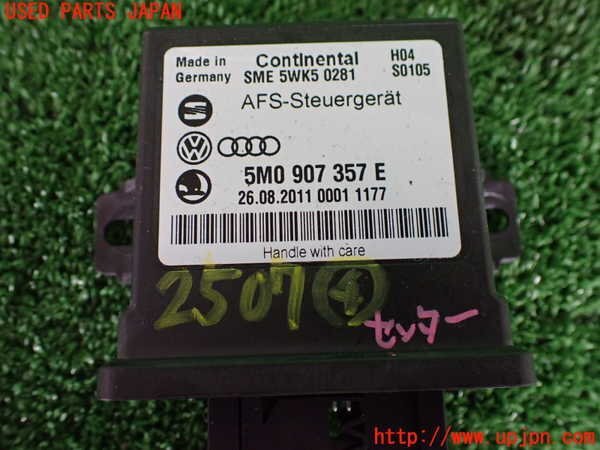 USED PARTS JAPAN
Made in Germany
Continental
SME 5WK5 0281
H04
S0105
AFS-Steuergerät
5M0 907 357 E
26.08.2011 0001 1177
Handle with care
2507 ④
センター
http://www.upjpn.com/